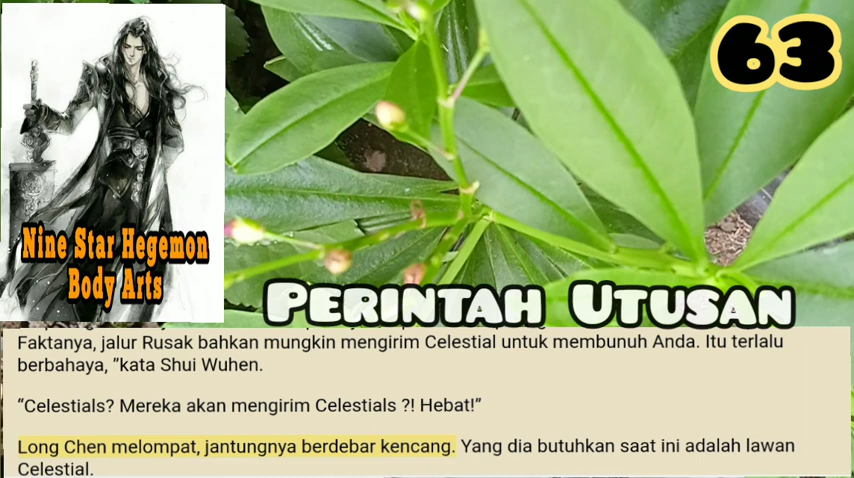 63
Nine Star Hegemon
Body Arts
Perintah Utusan
Faktanya, jalur Rusak bahkan mungkin mengirim Celestial untuk membunuh Anda. Itu terlalu
berbahaya, ”kata Shui Wuhen.
“Celestials? Mereka akan mengirim Celestials ?! Hebat!”
Long Chen melompat, jantungnya berdebar kencang. Yang dia butuhkan saat ini adalah lawan
Celestial.